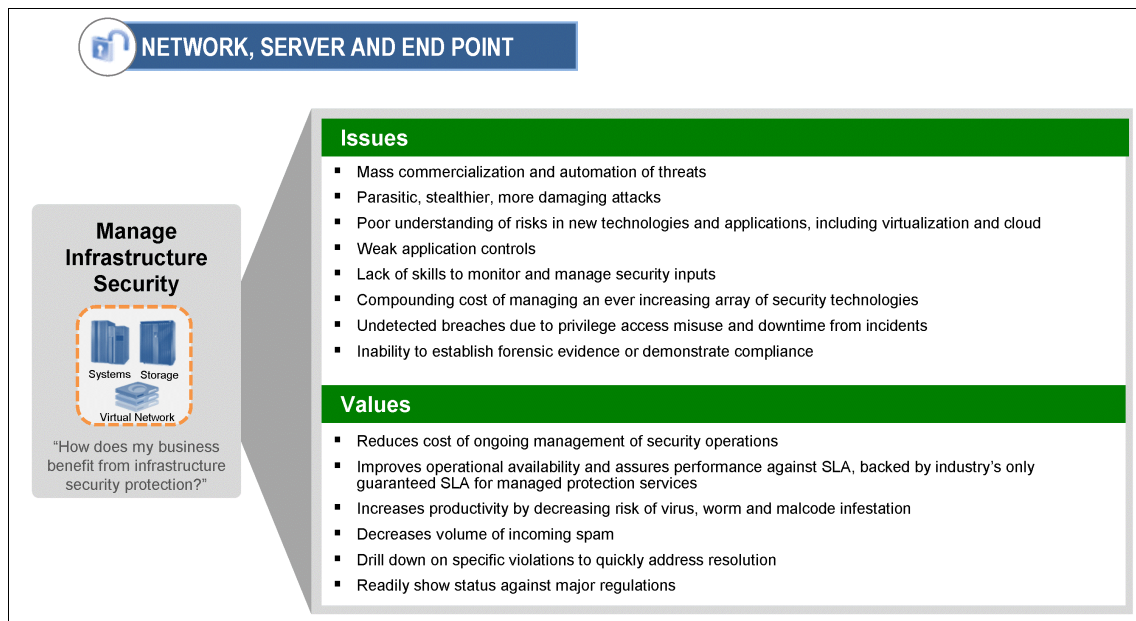 NETWORK, SERVER AND END POINT
Manage
Infrastructure
Security
Systems Storage
Virtual Network
“How does my business
benefit from infrastructure
security protection?”
Issues
▪ Mass commercialization and automation of threats
▪ Parasitic, stealthier, more damaging attacks
▪ Poor understanding of risks in new technologies and applications, including virtualization and cloud
▪ Weak application controls
▪ Lack of skills to monitor and manage security inputs
▪ Compounding cost of managing an ever increasing array of security technologies
▪ Undetected breaches due to privilege access misuse and downtime from incidents
▪ Inability to establish forensic evidence or demonstrate compliance
Values
▪ Reduces cost of ongoing management of security operations
▪ Improves operational availability and assures performance against SLA, backed by industry’s only
guaranteed SLA for managed protection services
▪ Increases productivity by decreasing risk of virus, worm and malcode infestation
▪ Decreases volume of incoming spam
▪ Drill down on specific violations to quickly address resolution
▪ Readily show status against major regulations